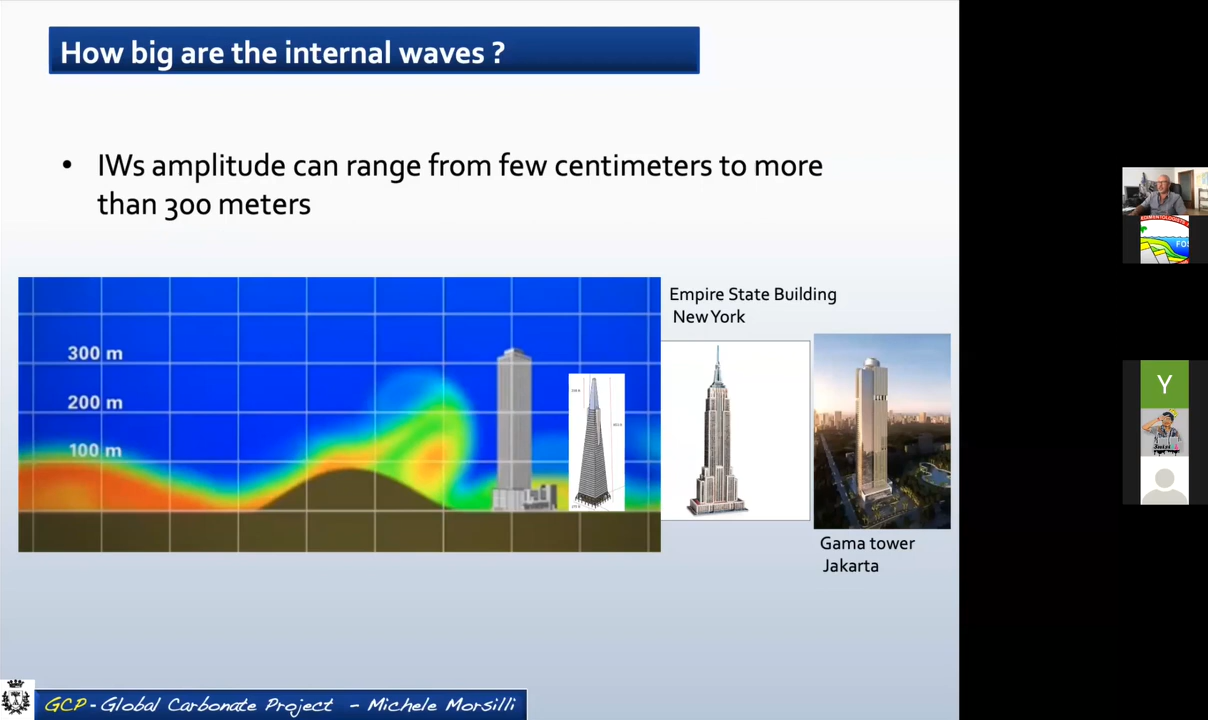 How big are the internal waves ?
• IWs amplitude can range from few centimeters to more
than 300 meters
300 m
200 m
100 m
Empire State Building
New York
Gama tower
Jakarta
GCP - Global Carbonate Project - Michele Morsilli
FOS
Y